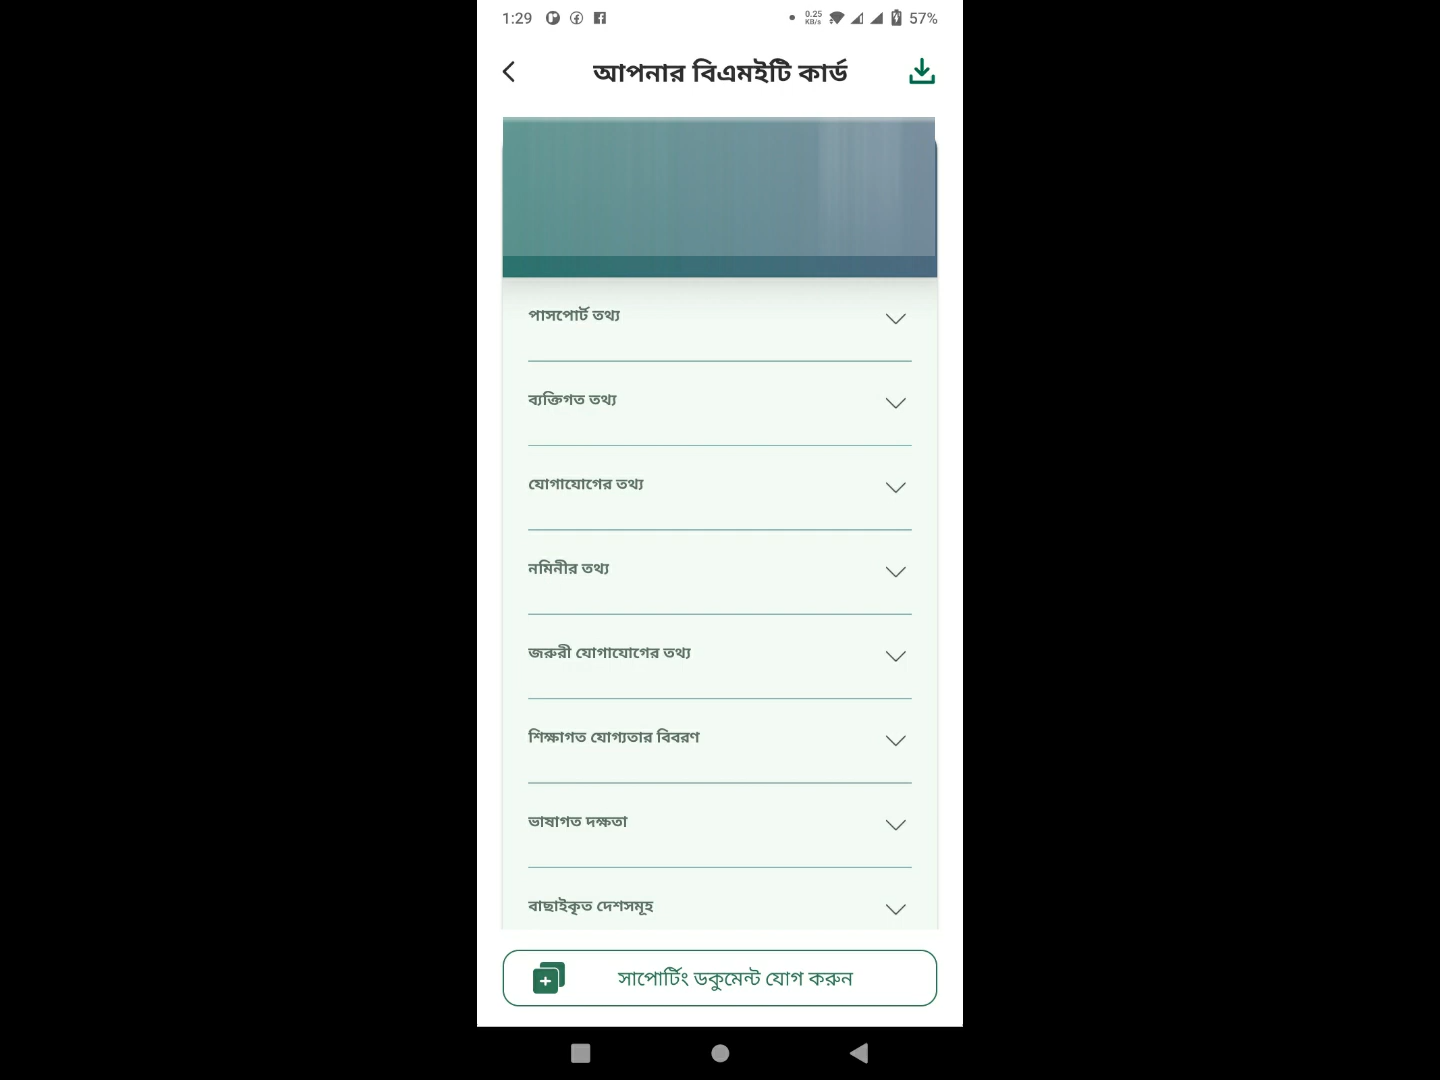 1:29
0.25
KB/s
57%
আপনার বিএমইটি কার্ড
পাসপোর্ট তথ্য
ব্যক্তিগত তথ্য
যোগাযোগের তথ্য
নমিনীর তথ্য
জরুরী যোগাযোগের তথ্য
শিক্ষাগত যোগ্যতার বিবরণ
ভাষাগত দক্ষতা
বাছাইকৃত দেশসমূহ
সাপোর্টিং ডকুমেন্ট যোগ করুন